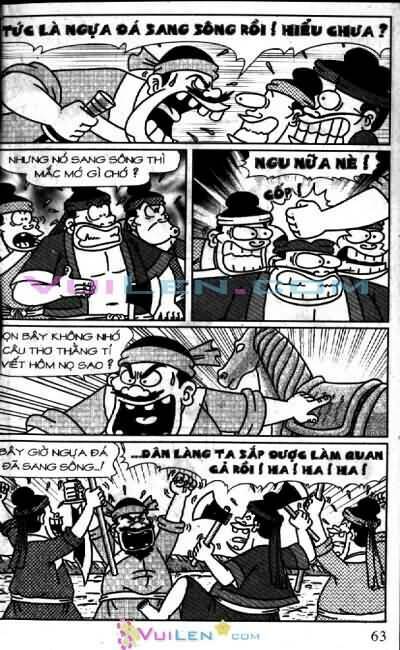 TỨC LÀ NGỰA ĐÁ SANG SÔNG RỒI! HIỂU CHƯA?
NHƯNG NÓ SANG SÔNG THÌ
MẮC MỚ GÌ CHỚ?
NGU NỮA NÈ!
CỐP!
VUILEN.COM
ỌN BÂY KHÔNG NHỚ
CÂU THƠ THẰNG TÍ
VIẾT HÔM NỌ SAO?
BÂY GIỜ NGỰA ĐÁ
ĐÃ SANG SÔNG...!
...DÂN LÀNG TA SẮP ĐƯỢC LÀM QUAN
CẢ RỒI! HA! HA! HA!
63
VUILEN.COM